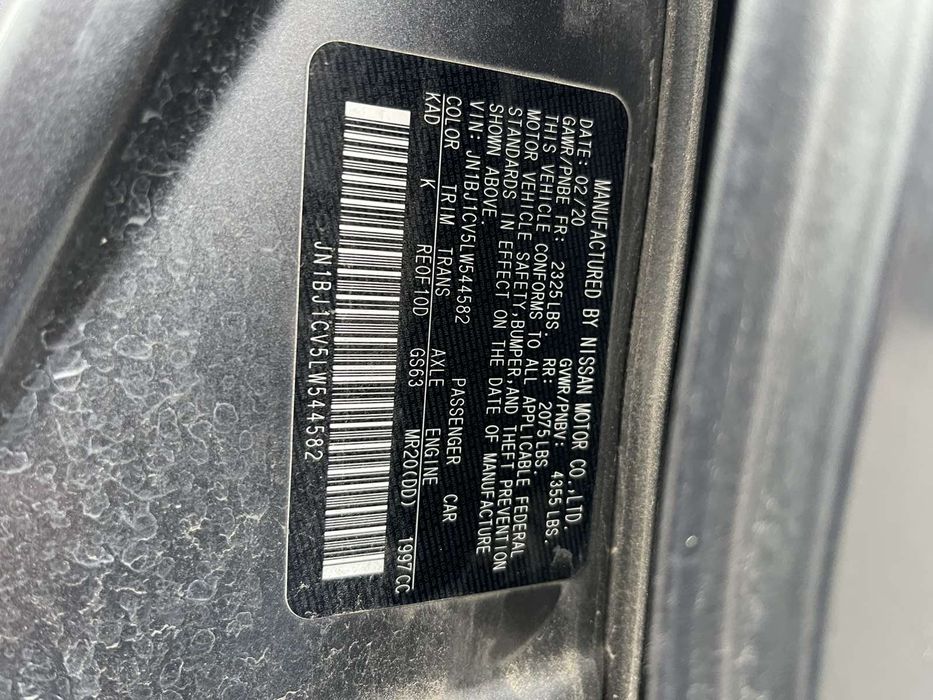 MANUFACTURED BY NISSAN MOTOR CO.,LTD.
DATE: 02/20 GVWR/PNBV: 4355 LBS.
GAWR/PNBE FR: 2325LBS. RR: 2075LBS.
THIS VEHICLE CONFORMS TO ALL APPLICABLE FEDERAL
MOTOR VEHICLE SAFETY,BUMPER,AND THEFT PREVENTION
STANDARDS IN EFFECT ON THE DATE OF MANUFACTURE
SHOWN ABOVE.
VIN:JN1BJ1CV5LW544582 PASSENGER CAR
COLOR TRIM TRANS AXLE ENGINE
KAD K RE0F10D GS63 MR20(DD) 1997CC
JN1BJ1CV5LW544582